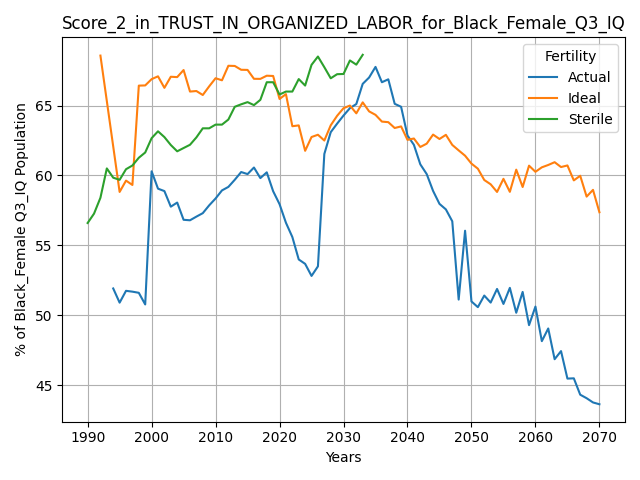 Score_2_in_TRUST_IN_ORGANIZED_LABOR_for_Black_Female_Q3_IQ
Fertility
Actual
Ideal
Sterile
% of Black_Female Q3_IQ Population
65
60
55
50
45
1990 2000 2010 2020 2030 2040 2050 2060 2070
Years